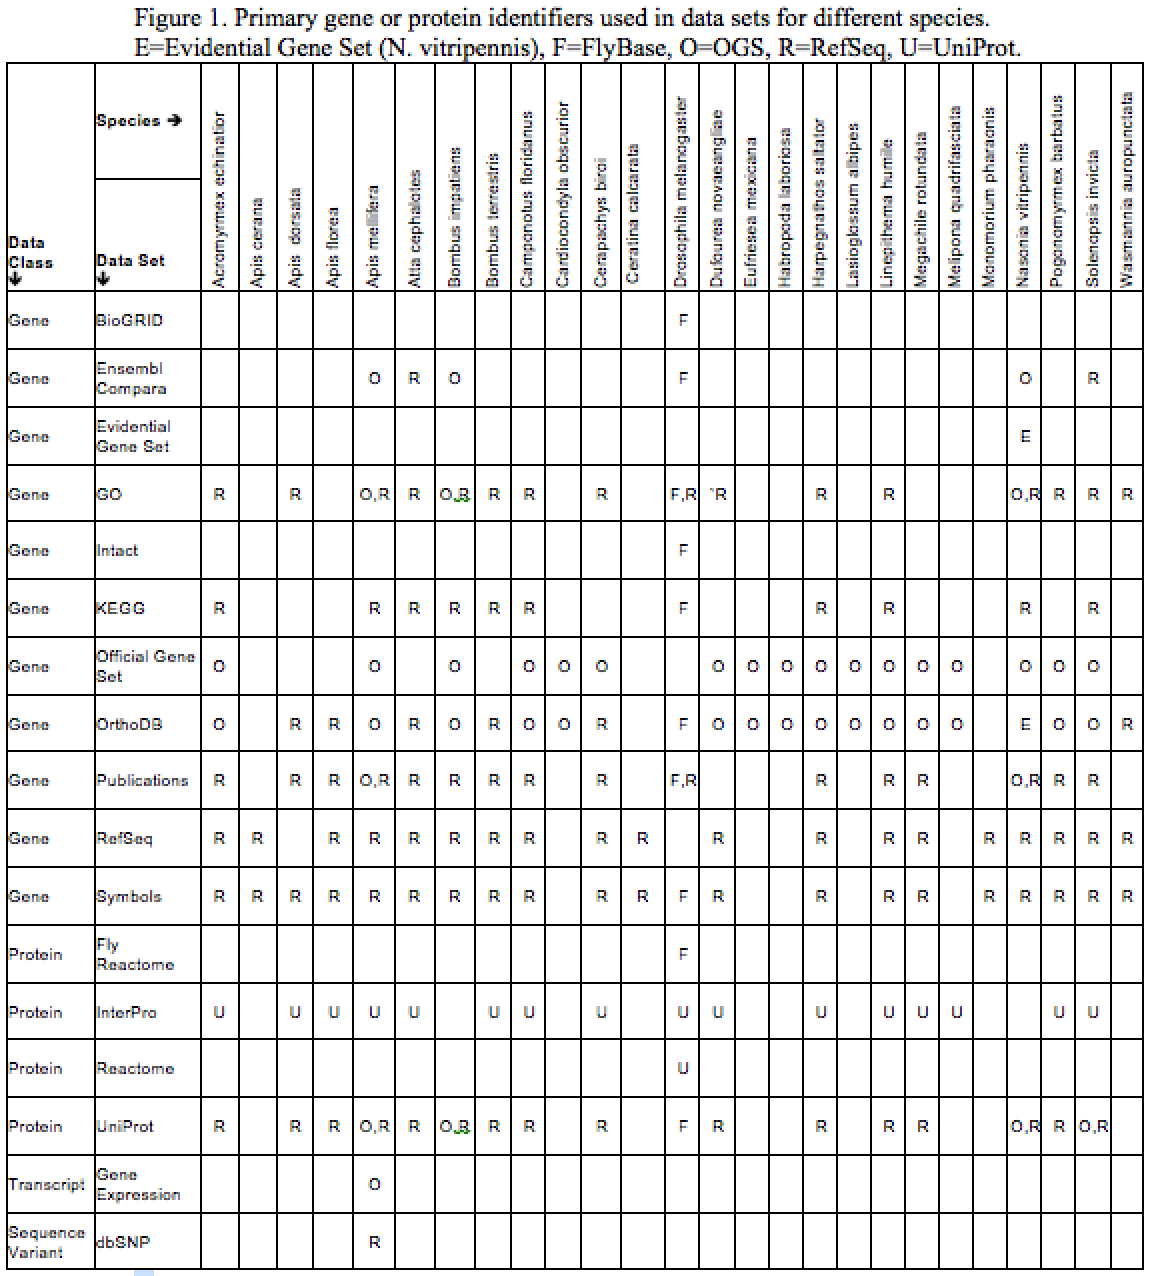 Figure 1. Primary gene or protein identifiers used in data sets for different species.
E=Evidential Gene Set (N. vitripennis), F=FlyBase, O=OGS, R=RefSeq, U=UniProt.
Data Class ↓
Species →
Data Set ↓
Acromyrmex echinatior
Apis cerana
Apis dorsata
Apis florea
Apis mellifera
Atta cephalotes
Bombus impatiens
Bombus terrestris
Camponotus floridanus
Cardiocondyla obscurior
Cerapachys biroi
Ceratina calcarata
Drosophila melanogaster
Dufourea novaeangliae
Eufriesea mexicana
Habropoda laboriosa
Harpegnathos saltator
Lasioglossum albipes
Linepithema humile
Megachile rotundata
Melipona quadrifasciata
Monomorium pharaonis
Nasonia vitripennis
Pogonomyrmex barbatus
Solenopsis invicta
Wasmannia auropunctata
Gene BioGRID F
Gene Ensembl Compara O R O F O R
Gene Evidential Gene Set E
Gene GO R R O,R R O,R R R R F,R `R R R O,R R R R
Gene Intact F
Gene KEGG R R R R R R F R R R R
Gene Official Gene Set O O O O O O O O O O O O O O O O O
Gene OrthoDB O R R O R O R O O R F O O O O O O O O E O O R
Gene Publications R R R O,R R R R R R F,R R R R O,R R R
Gene RefSeq R R R R R R R R R R R R R R R R R R R
Gene Symbols R R R R R R R R R R R F R R R R R R R R R
Protein Fly Reactome F
Protein InterPro U U U U U U U U U U U U U U U U
Protein Reactome U
Protein UniProt R R R O,R R O,R R R R F R R R R O,R R O,R
Transcript Gene Expression O
Sequence Variant dbSNP R